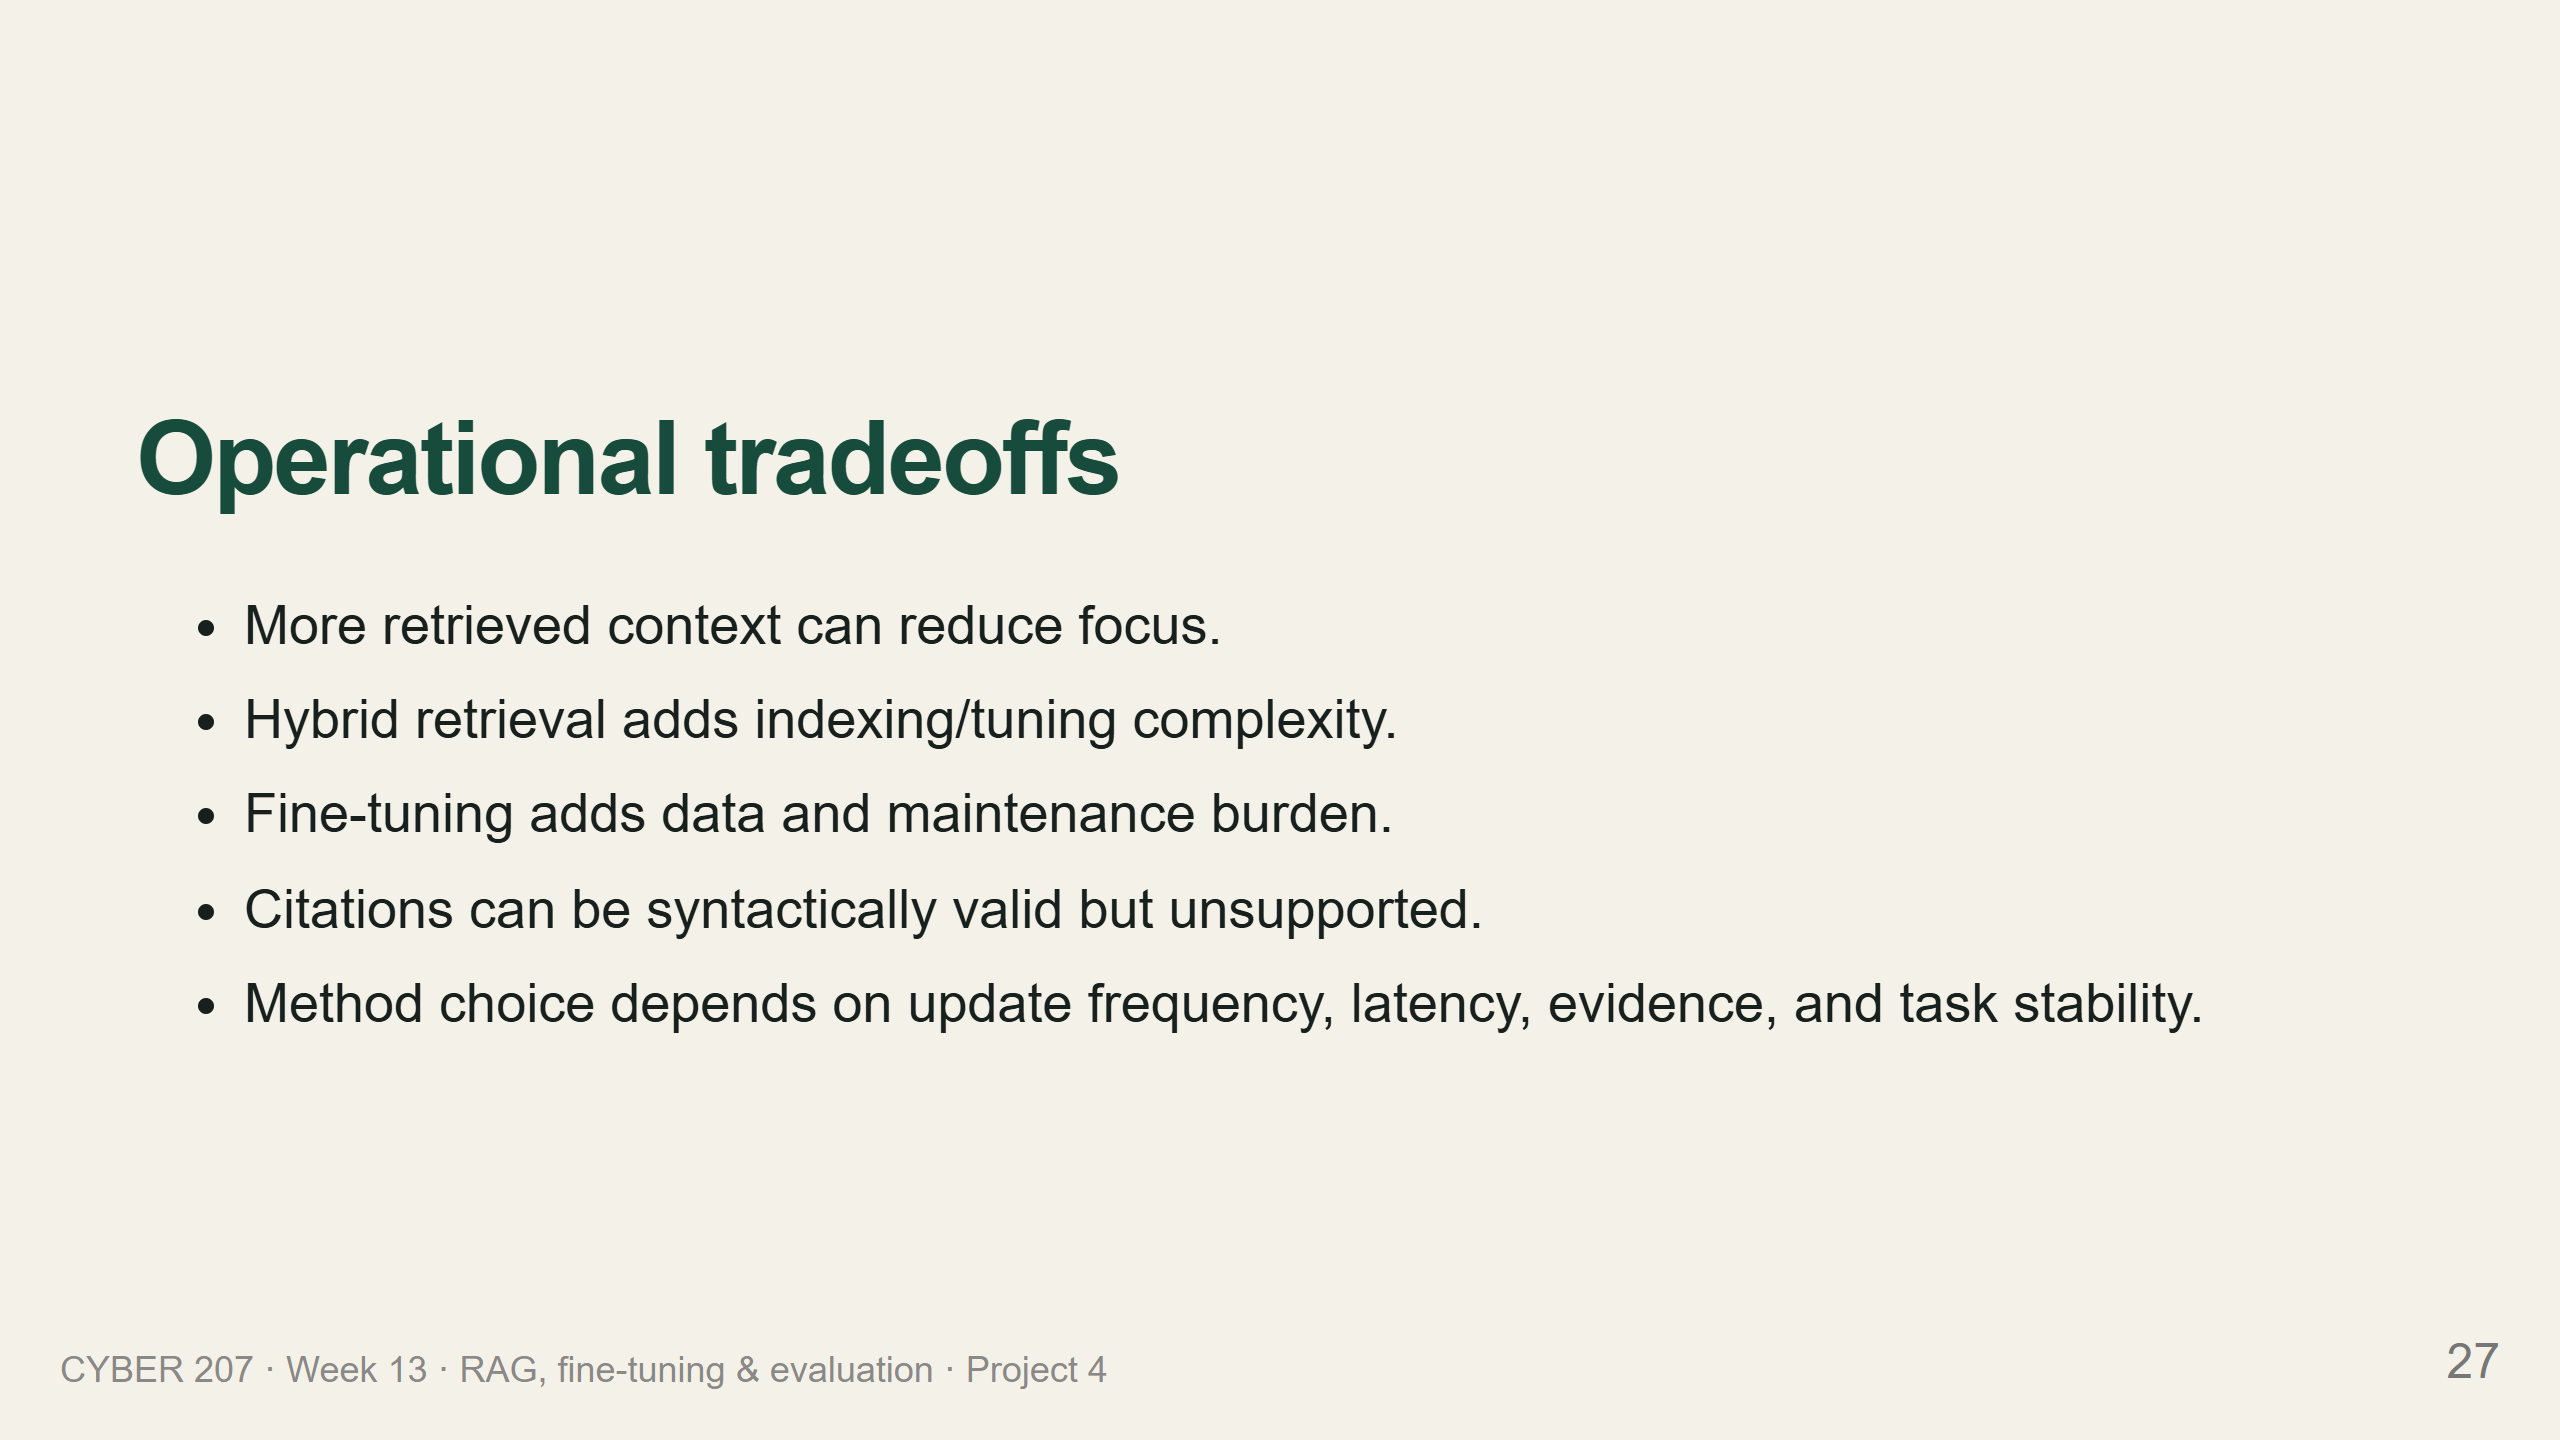 Operational tradeoffs
• More retrieved context can reduce focus.
• Hybrid retrieval adds indexing/tuning complexity.
• Fine-tuning adds data and maintenance burden.
• Citations can be syntactically valid but unsupported.
• Method choice depends on update frequency, latency, evidence, and task stability.
CYBER 207 · Week 13 · RAG, fine-tuning & evaluation · Project 4
27